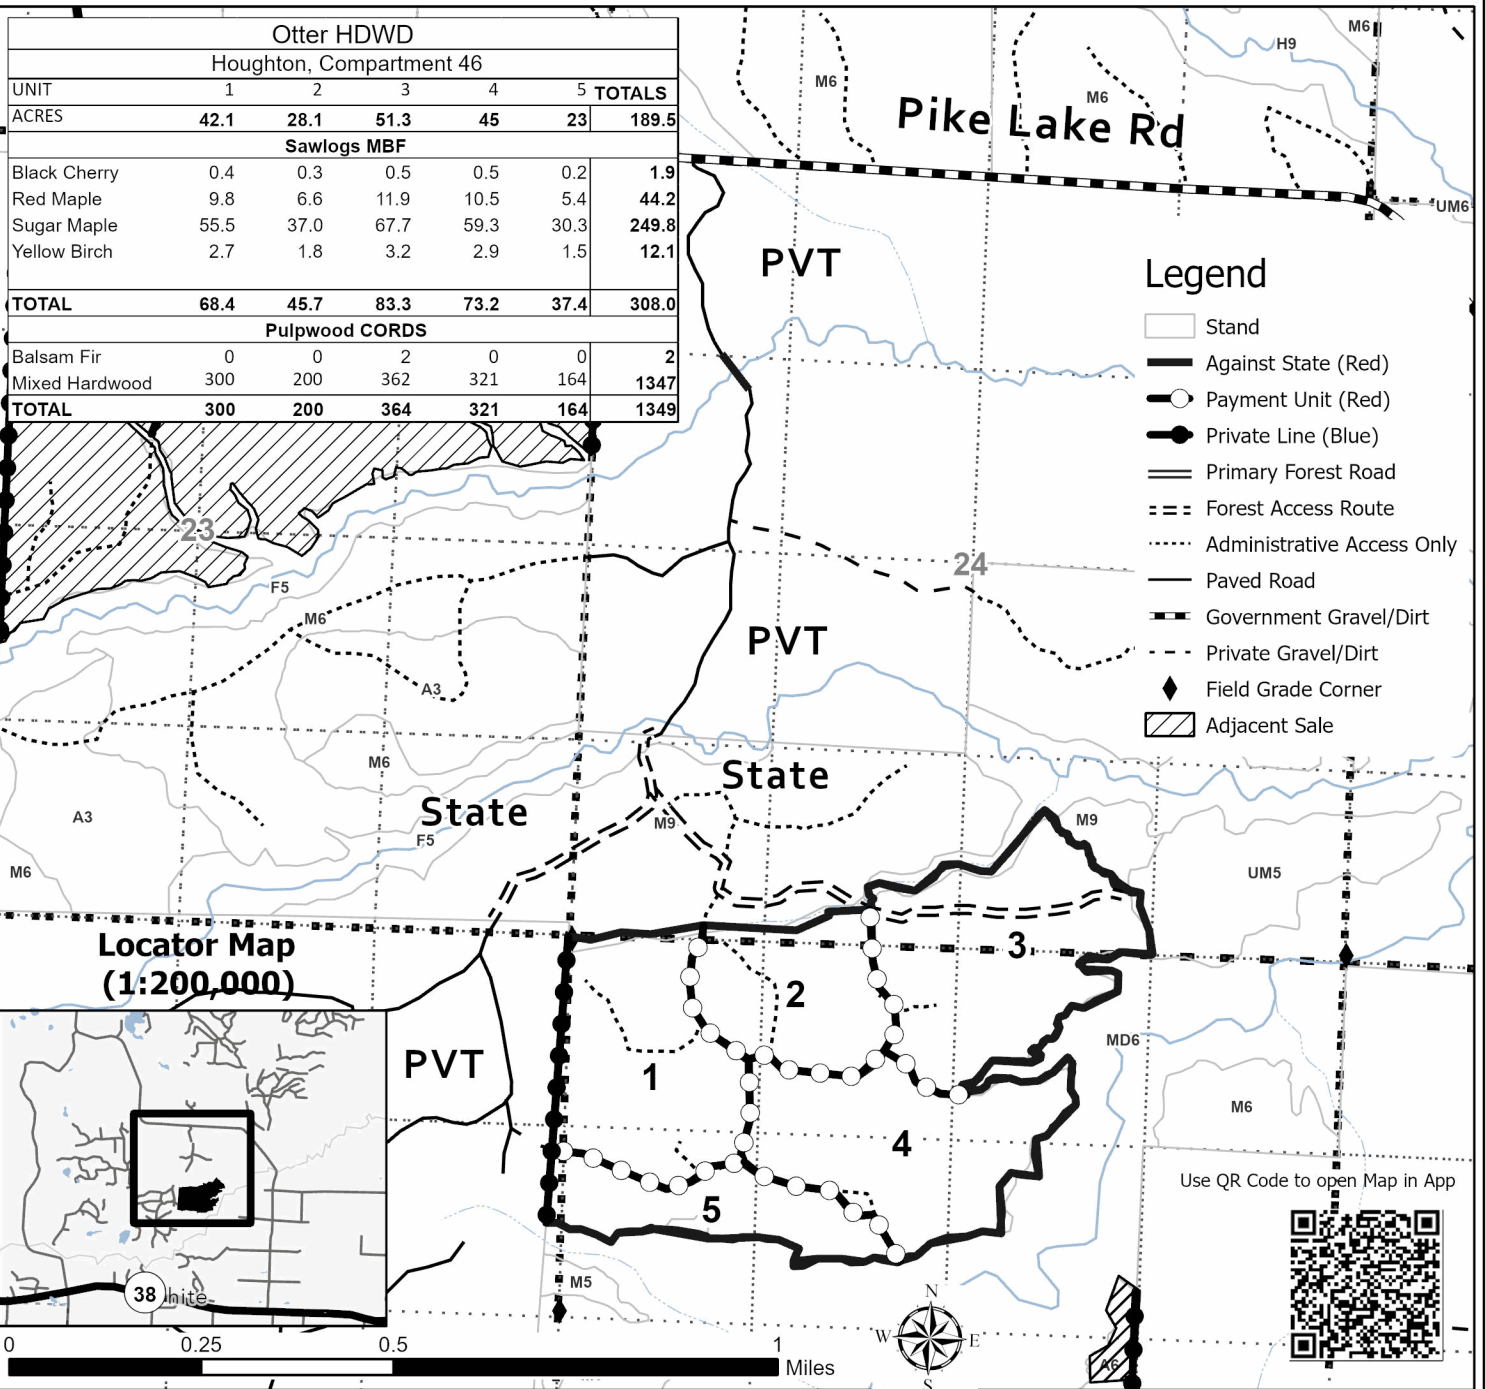 Otter HDWD
Houghton, Compartment 46
UNIT 1 2 3 4 5 TOTALS
ACRES 42.1 28.1 51.3 45 23 189.5
Sawlogs MBF
Black Cherry 0.4 0.3 0.5 0.5 0.2 1.9
Red Maple 9.8 6.6 11.9 10.5 5.4 44.2
Sugar Maple 55.5 37.0 67.7 59.3 30.3 249.8
Yellow Birch 2.7 1.8 3.2 2.9 1.5 12.1
TOTAL 68.4 45.7 83.3 73.2 37.4 308.0
Pulpwood CORDS
Balsam Fir 0 0 2 0 0 2
Mixed Hardwood 300 200 362 321 164 1347
TOTAL 300 200 364 321 164 1349
M6
H9
M6
M6
Pike Lake Rd
UM6
PVT
Legend
Stand
Against State (Red)
Payment Unit (Red)
Private Line (Blue)
Primary Forest Road
Forest Access Route
Administrative Access Only
Paved Road
Government Gravel/Dirt
Private Gravel/Dirt
Field Grade Corner
Adjacent Sale
23
24
F5
M6
PVT
A3
M6
State
State
A3
M9
M9
F5
M6
UM5
Locator Map
(1:200,000)
3
2
PVT
1
MD6
M6
4
Use QR Code to open Map in App
5
M5
38
hite
N
W E
S
A6
0 0.25 0.5 1
Miles